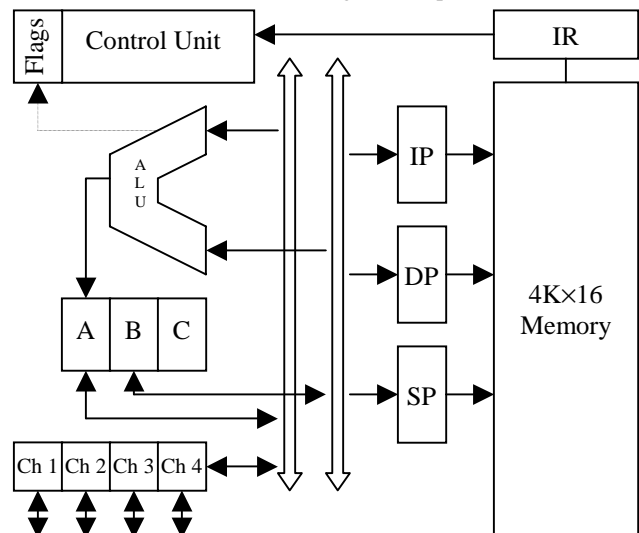 Flags
Control Unit
IR
A
L
U
IP
DP
4K×16
Memory
A B C
SP
Ch 1 Ch 2 Ch 3 Ch 4